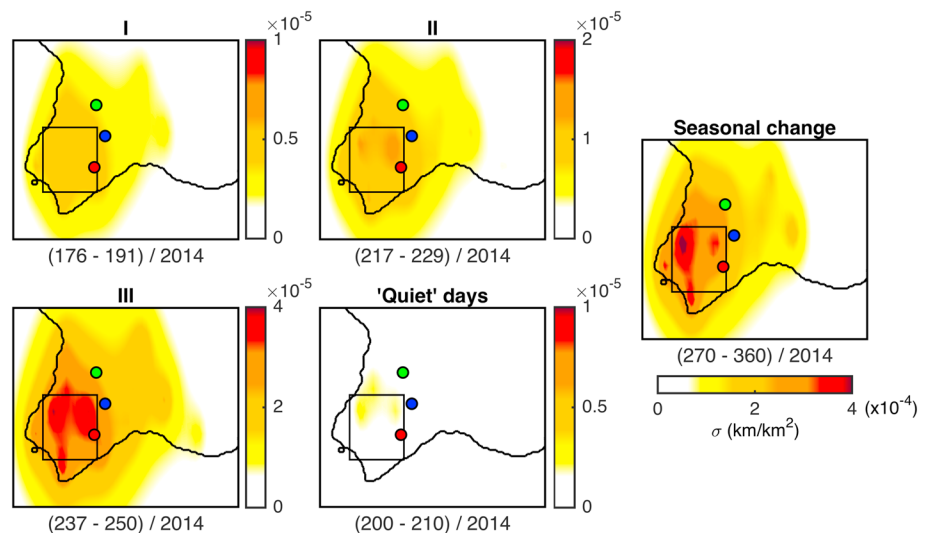 I
×10⁻⁵
1
0.5
0
(176 - 191) / 2014
II
×10⁻⁵
2
1
0
(217 - 229) / 2014
Seasonal change
(270 - 360) / 2014
0 2 4 (x10⁻⁴)
σ (km/km²)
III
×10⁻⁵
4
2
0
(237 - 250) / 2014
'Quiet' days
×10⁻⁵
1
0.5
0
(200 - 210) / 2014